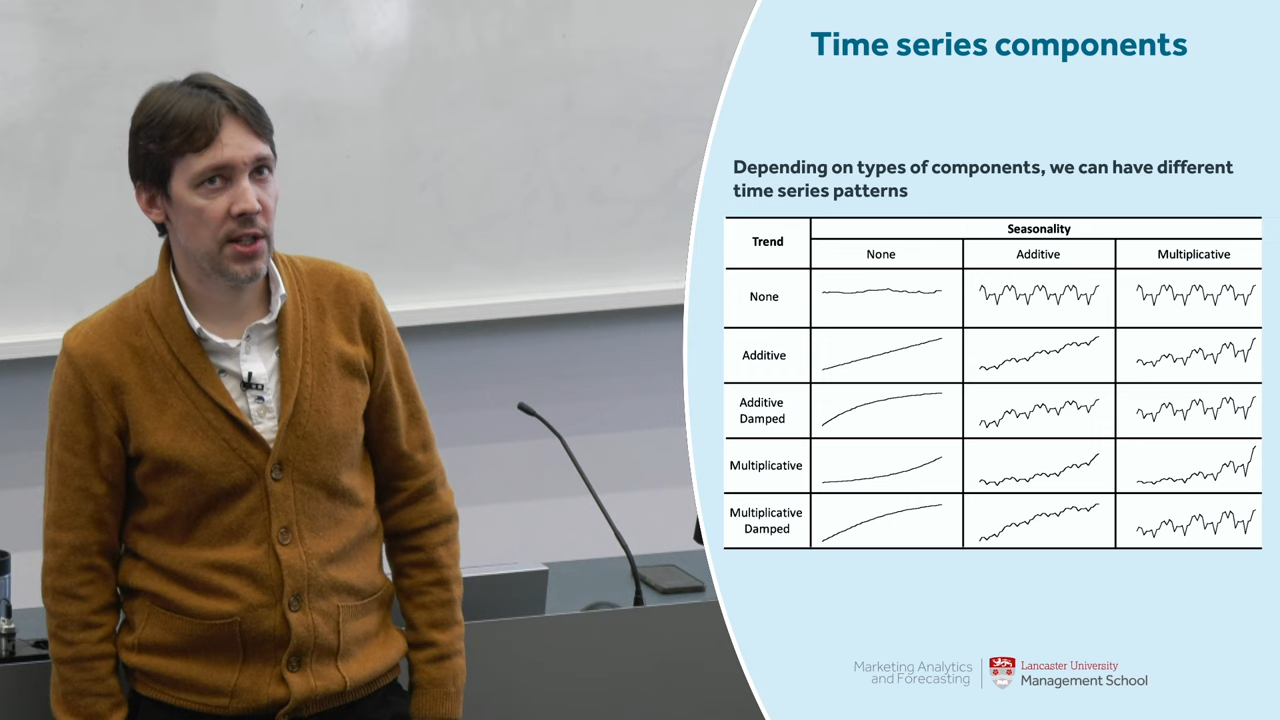 Time series components
Depending on types of components, we can have different
time series patterns
Trend
Seasonality
None
Additive
Multiplicative
None
Additive
Additive
Damped
Multiplicative
Multiplicative
Damped
Marketing Analytics
and Forecasting
Lancaster University
Management School